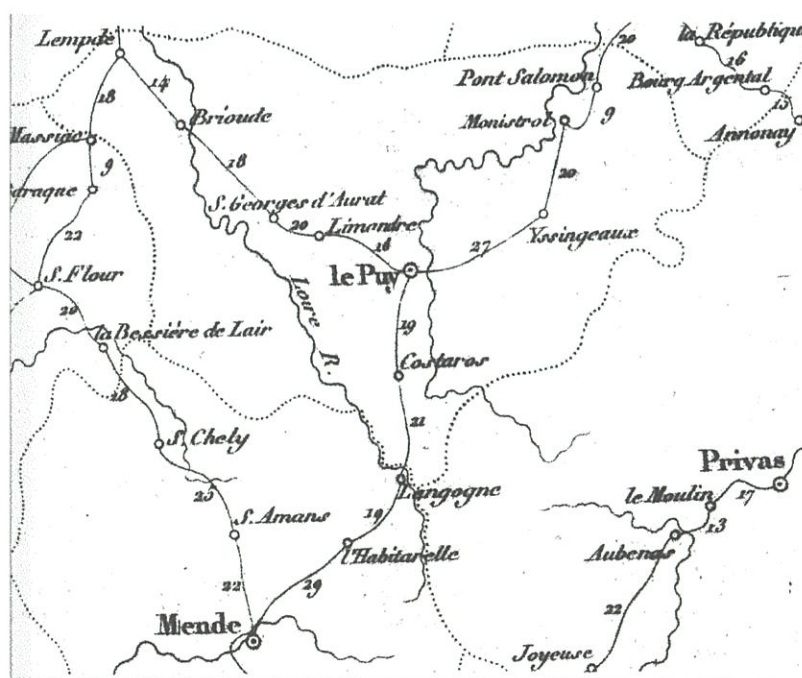 Lempde
14
18
Brioude
Massiac
9
Baraque
18
S. Georges d'Aurat
20
Limandre
16
le Puy
22
S. Flour
20
la Bessière de Lair
18
S. Chely
25
S. Amans
22
Mende
29
l'Habitarelle
19
Langogne
21
Costaros
19
Loire R.
27
Yssingeaux
20
Monistrol
9
Pont Salomon
20
la République
16
Bourg Argental
15
Annonay
Privas
17
le Moulin
13
Aubenas
22
Joyeuse